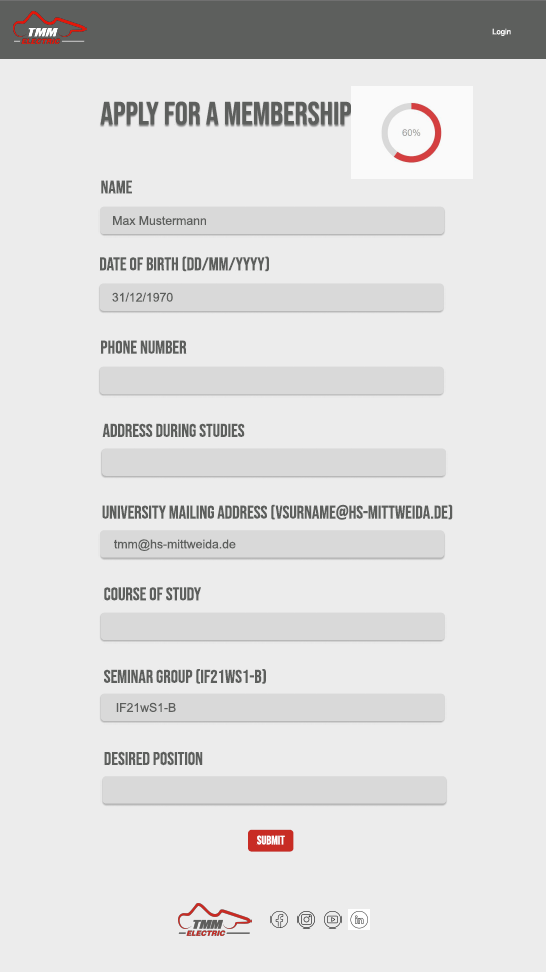 TMM
ELECTRIC
Login
APPLY FOR A MEMBERSHIP
60%
NAME
Max Mustermann
DATE OF BIRTH (DD/MM/YYYY)
31/12/1970
PHONE NUMBER
ADDRESS DURING STUDIES
UNIVERSITY MAILING ADDRESS (VSURNAME@HS-MITTWEIDA.DE)
tmm@hs-mittweida.de
COURSE OF STUDY
SEMINAR GROUP (IF21WS1-B)
IF21wS1-B
DESIRED POSITION
SUBMIT
TMM
ELECTRIC
in